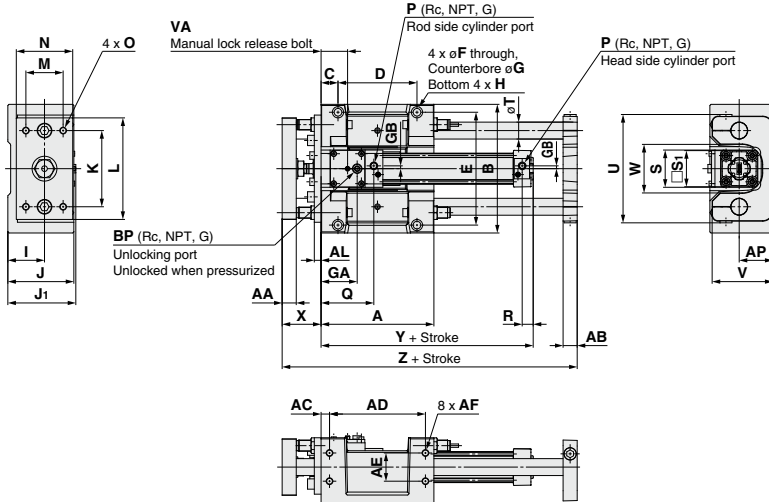 VA
Manual lock release bolt
P (Rc, NPT, G)
Rod side cylinder port
4 x øF through,
Counterbore øG
Bottom 4 x H
P (Rc, NPT, G)
Head side cylinder port
N
4 x O
M
C
D
GB
øT
GB
K
L
E
B
U
W
S
□S1
I
J
J1
BP (Rc, NPT, G)
Unlocking port
Unlocked when pressurized
AL
GA
Q
AA
X
A
R
AP
V
Y + Stroke
AB
Z + Stroke
AC
AD
8 x AF
AE